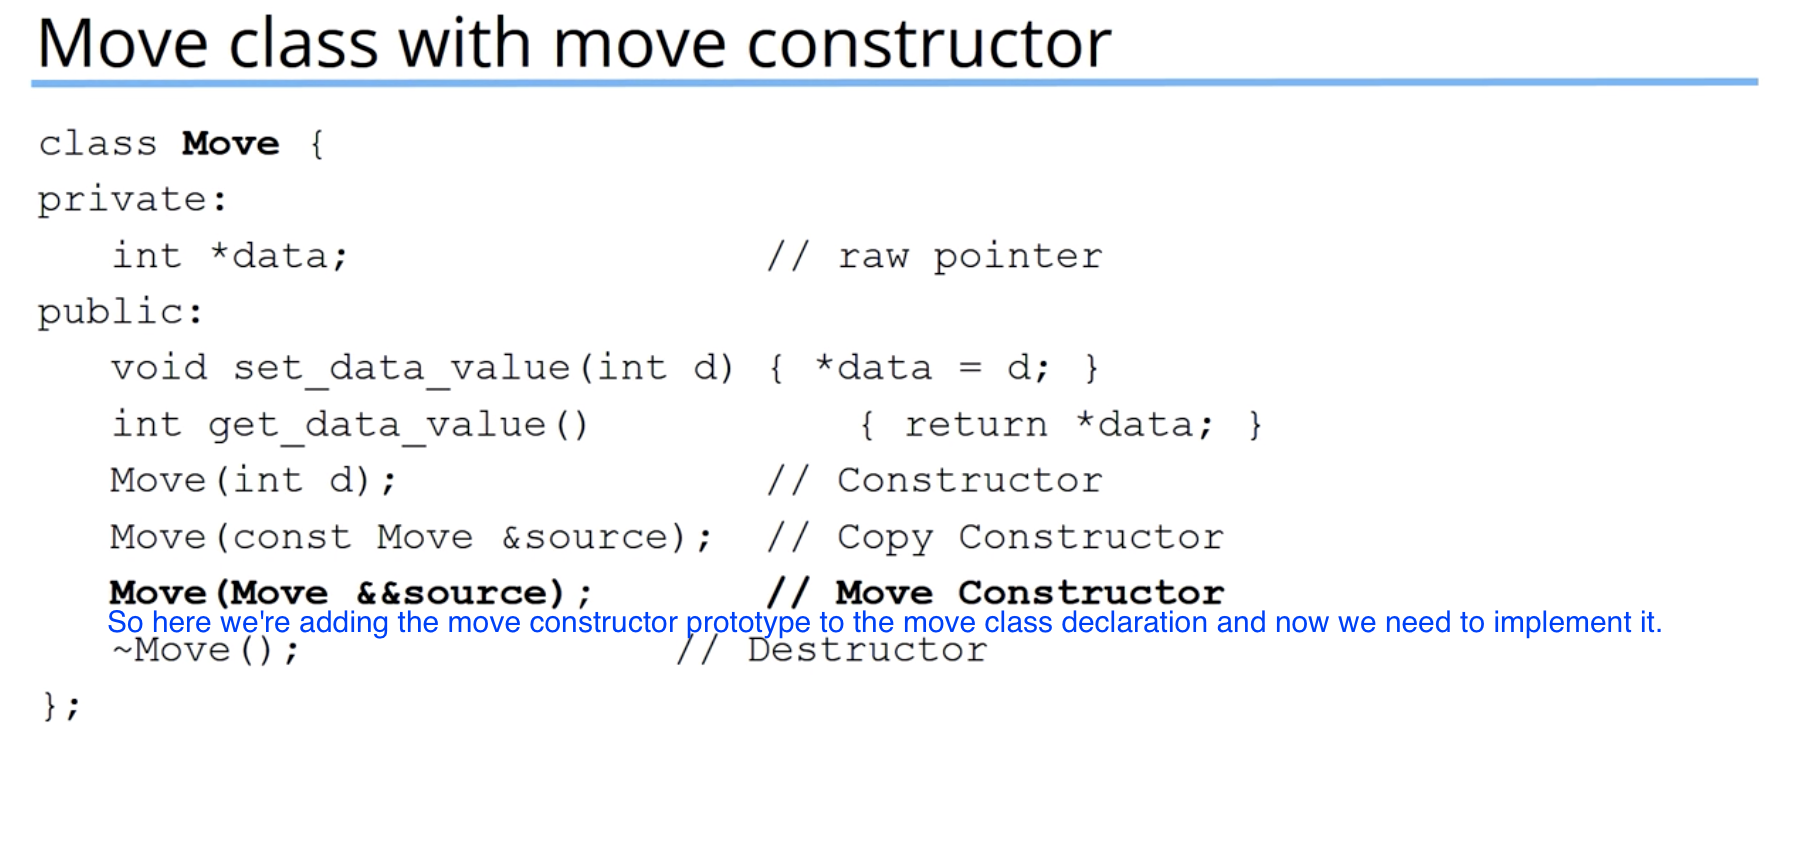 Move class with move constructor
class Move {
private:
int *data; // raw pointer
public:
void set_data_value(int d) { *data = d; }
int get_data_value() { return *data; }
Move(int d); // Constructor
Move(const Move &source); // Copy Constructor
Move(Move &&source); // Move Constructor
So here we're adding the move constructor prototype to the move class declaration and now we need to implement it.
~Move(); // Destructor
};